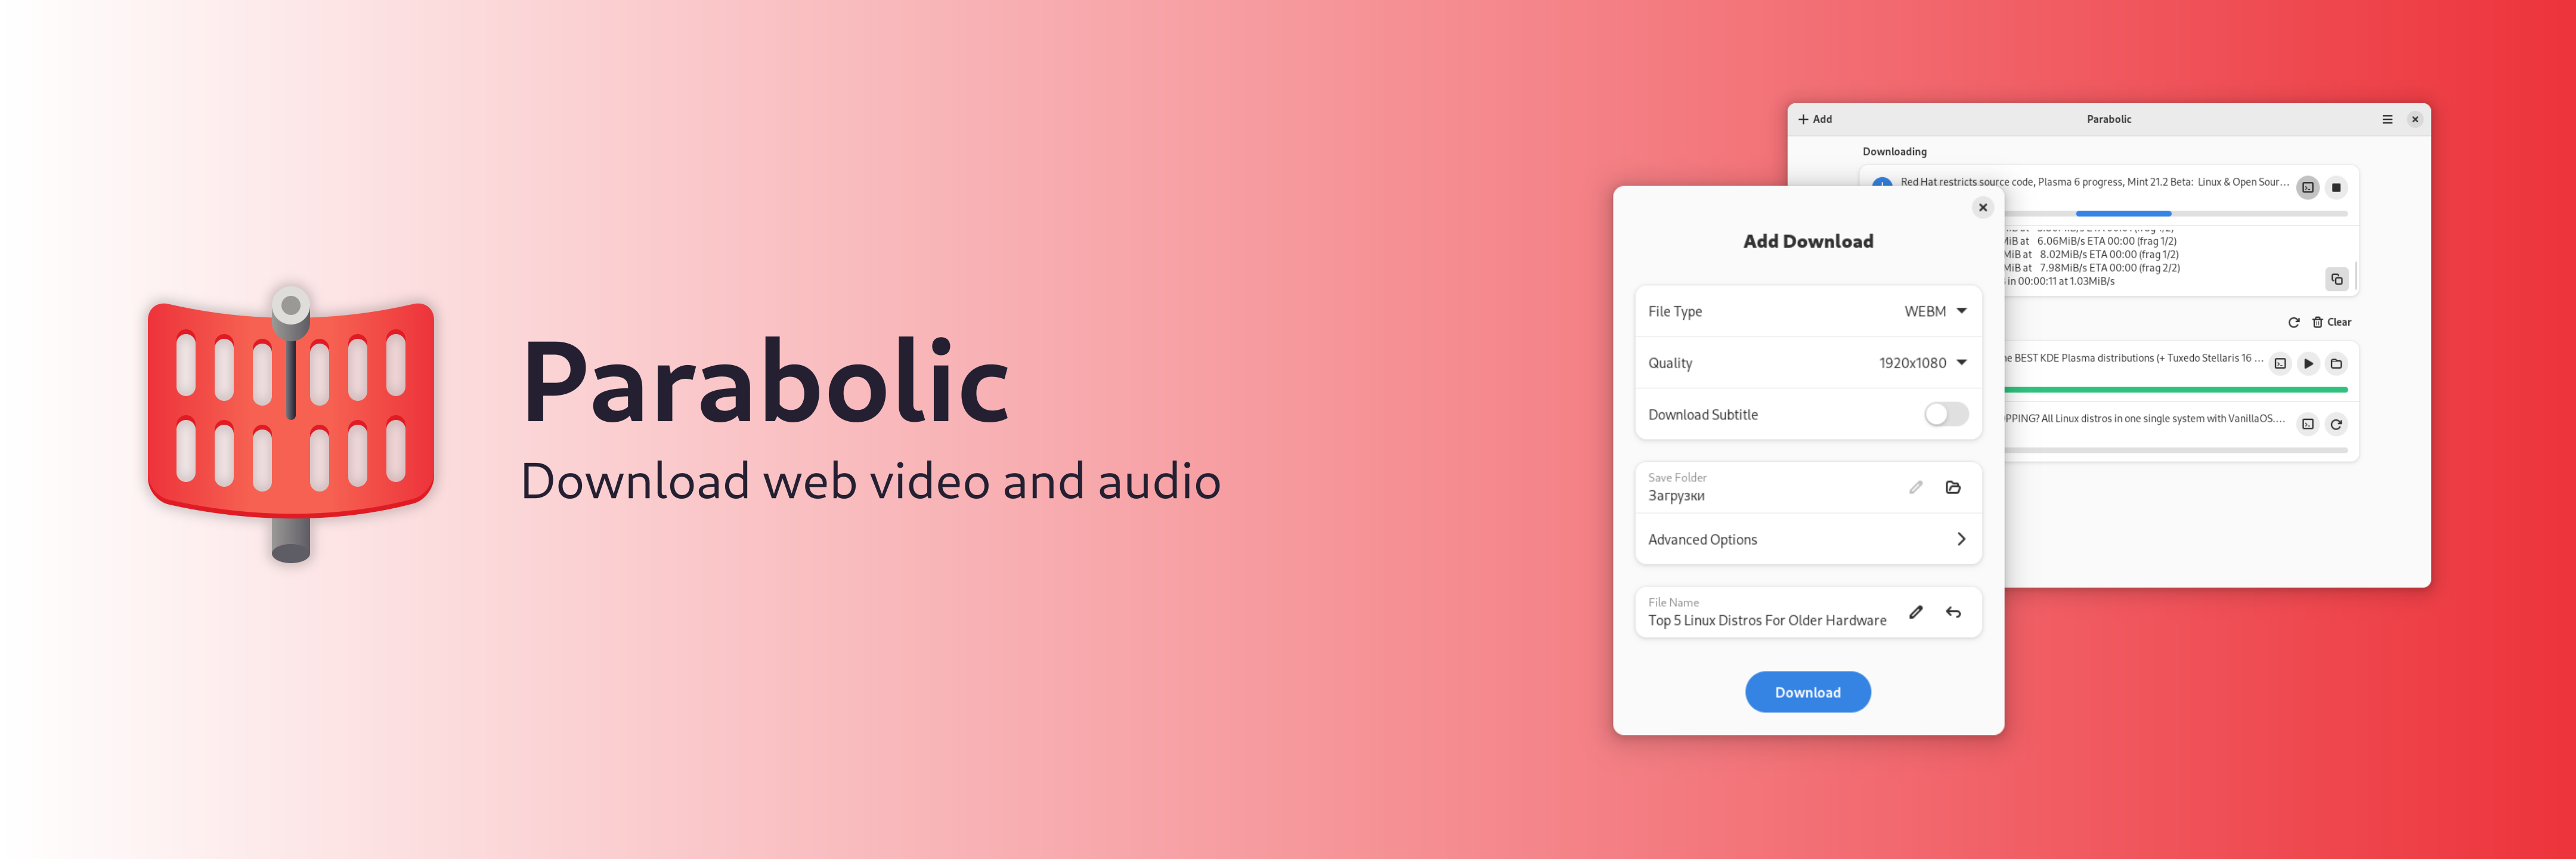 Parabolic
Download web video and audio
Add
Parabolic
Downloading
Red Hat restricts source code, Plasma 6 progress, Mint 21.2 Beta: Linux & Open Sour...
MiB at 6.06MiB/s ETA 00:00 (frag 1/2)
MiB at 8.02MiB/s ETA 00:00 (frag 1/2)
MiB at 7.98MiB/s ETA 00:00 (frag 2/2)
in 00:00:11 at 1.03MiB/s
Clear
BEST KDE Plasma distributions (+ Tuxedo Stellaris 16 ...
All Linux distros in one single system with VanillaOS....
Add Download
File Type WEBM
Quality 1920x1080
Download Subtitle
Save Folder
Загрузки
Advanced Options
File Name
Top 5 Linux Distros For Older Hardware
Download